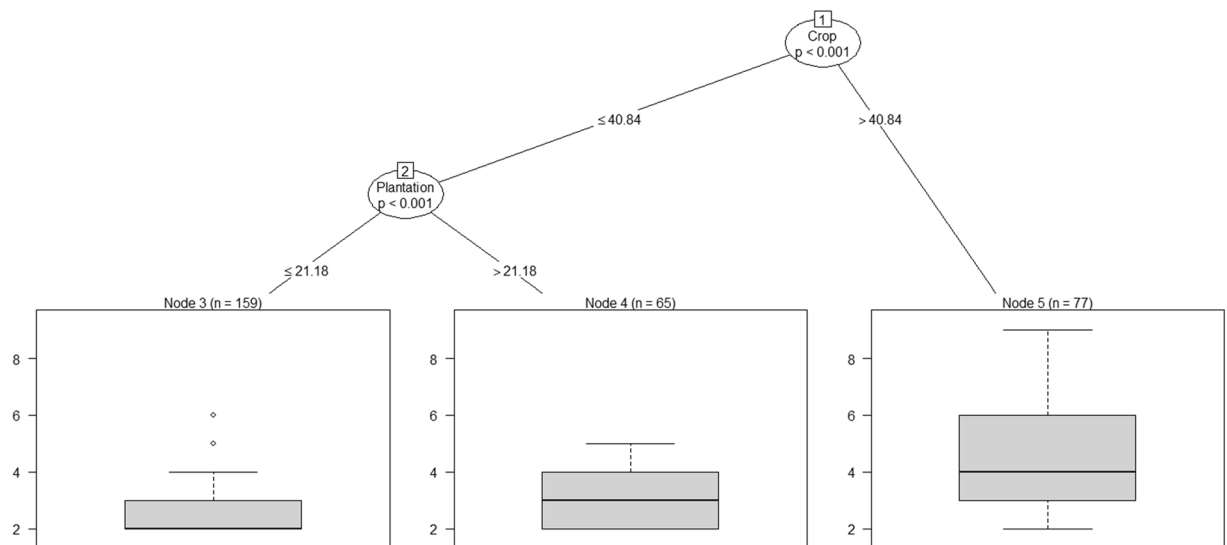 1
Crop
p < 0.001
≤ 40.84
> 40.84
2
Plantation
p < 0.001
≤ 21.18
> 21.18
Node 3 (n = 159)
8
6
4
2
Node 4 (n = 65)
8
6
4
2
Node 5 (n = 77)
8
6
4
2